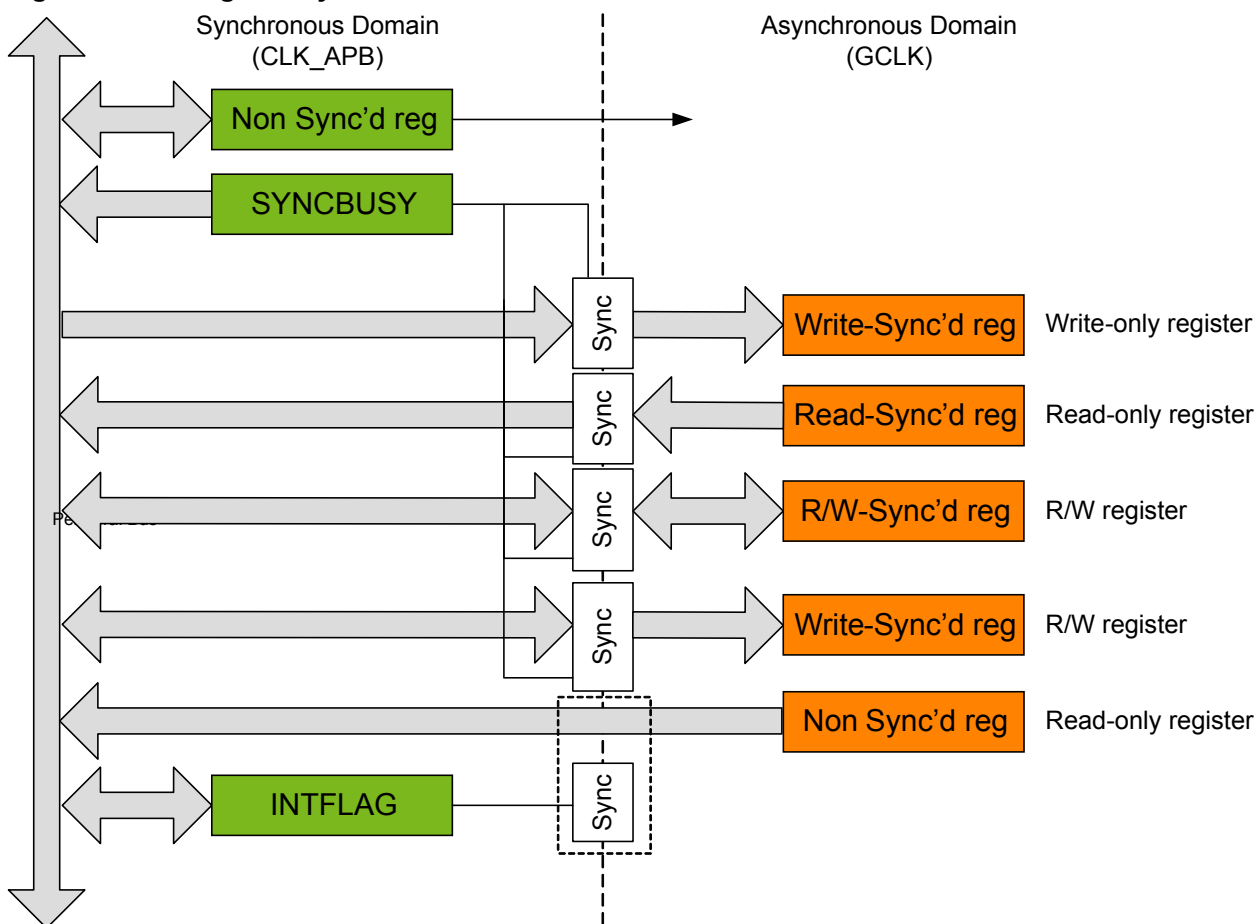 Synchronous Domain
(CLK_APB)
Asynchronous Domain
(GCLK)
Non Sync’d reg
SYNCBUSY
Sync
Write-Sync’d reg
Write-only register
Sync
Read-Sync’d reg
Read-only register
Sync
R/W-Sync’d reg
R/W register
Sync
Write-Sync’d reg
R/W register
Non Sync’d reg
Read-only register
INTFLAG
Sync